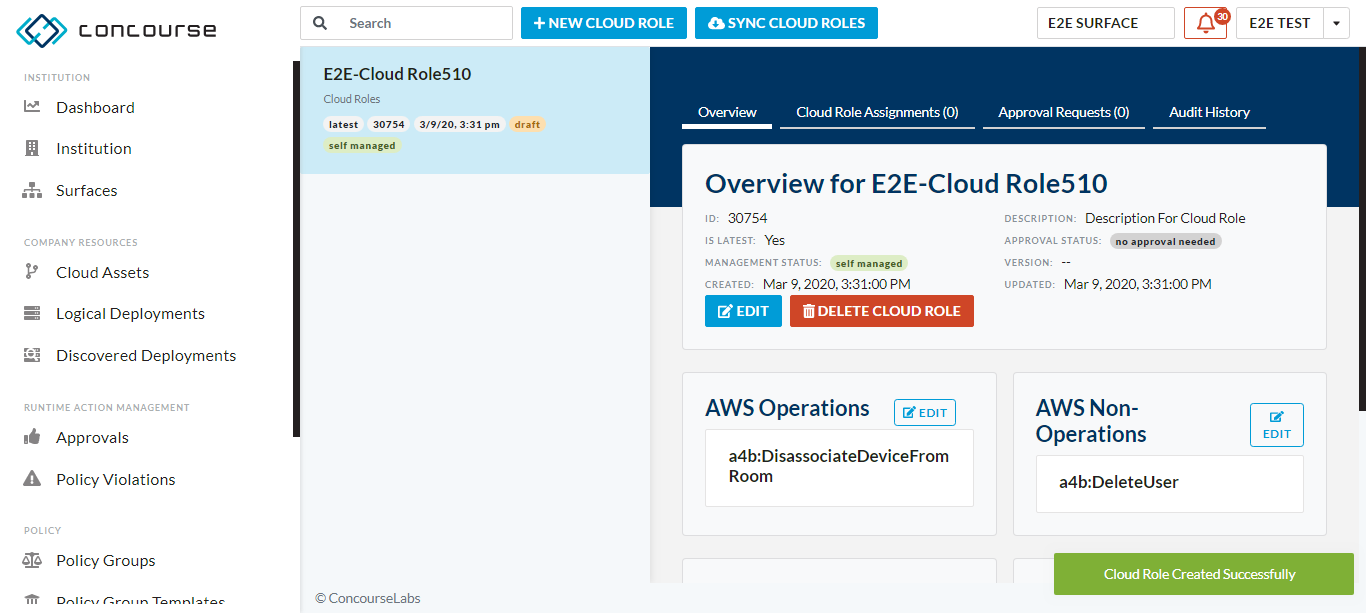 concourse
Search
NEW CLOUD ROLE
SYNC CLOUD ROLES
E2E SURFACE
30
E2E TEST
INSTITUTION
Dashboard
Institution
Surfaces
COMPANY RESOURCES
Cloud Assets
Logical Deployments
Discovered Deployments
RUNTIME ACTION MANAGEMENT
Approvals
Policy Violations
POLICY
Policy Groups
Policy Group Templates
E2E-Cloud Role510
Cloud Roles
latest 30754 3/9/20, 3:31 pm draft
self managed
Overview Cloud Role Assignments (0) Approval Requests (0) Audit History
Overview for E2E-Cloud Role510
ID: 30754
DESCRIPTION: Description For Cloud Role
IS LATEST: Yes
APPROVAL STATUS: no approval needed
MANAGEMENT STATUS: self managed
VERSION: --
CREATED: Mar 9, 2020, 3:31:00 PM
UPDATED: Mar 9, 2020, 3:31:00 PM
EDIT
DELETE CLOUD ROLE
AWS Operations
EDIT
a4b:DisassociateDeviceFrom
Room
AWS Non-
Operations
EDIT
a4b:DeleteUser
Cloud Role Created Successfully
© ConcourseLabs